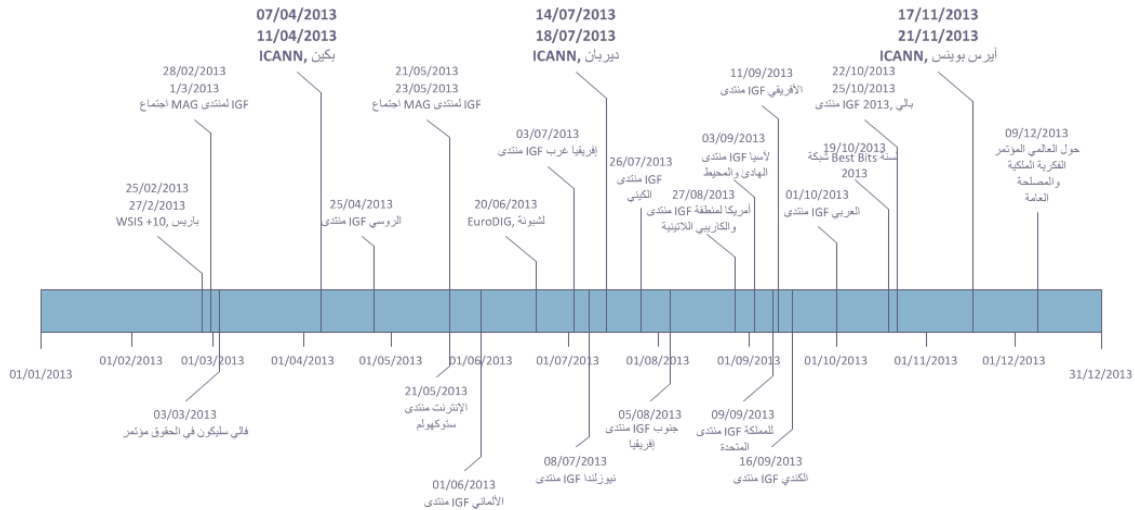 07/04/2013
11/04/2013
بكين ,ICANN
14/07/2013
18/07/2013
ديربان ,ICANN
17/11/2013
21/11/2013
أيرس بوينس ,ICANN
28/02/2013
1/3/2013
IGF لمنتدى MAG اجتماع
21/05/2013
23/05/2013
IGF لمنتدى MAG اجتماع
11/09/2013
الأفريقي IGF منتدى
22/10/2013
25/10/2013
بالي ,IGF 2013 منتدى
03/07/2013
إفريقيا غرب IGF منتدى
03/09/2013
لآسيا IGF منتدى
الهادئ والمحيط
09/12/2013
حول العالمي المؤتمر
الفكرية الملكية
والمصلحة
العامة
19/10/2013
سنة Best Bits شبكة
2013
26/07/2013
IGF منتدى
الكيني
25/02/2013
27/2/2013
باريس ,WSIS +10
25/04/2013
الروسي IGF منتدى
20/06/2013
لشبونة ,EuroDIG
27/08/2013
أمريكا لمنطقة IGF منتدى
والكاريبي اللاتينية
01/10/2013
العربي IGF منتدى
01/01/2013
01/02/2013
01/03/2013
01/04/2013
01/05/2013
01/06/2013
01/07/2013
01/08/2013
01/09/2013
01/10/2013
01/11/2013
01/12/2013
31/12/2013
03/03/2013
فالي سليكون في الحقوق مؤتمر
21/05/2013
الإنترنت منتدى
ستوكهولم
01/06/2013
الألماني IGF منتدى
08/07/2013
نيوزلندا IGF منتدى
05/08/2013
جنوب IGF منتدى
إفريقيا
09/09/2013
للمملكة IGF منتدى
المتحدة
16/09/2013
الكندي IGF منتدى